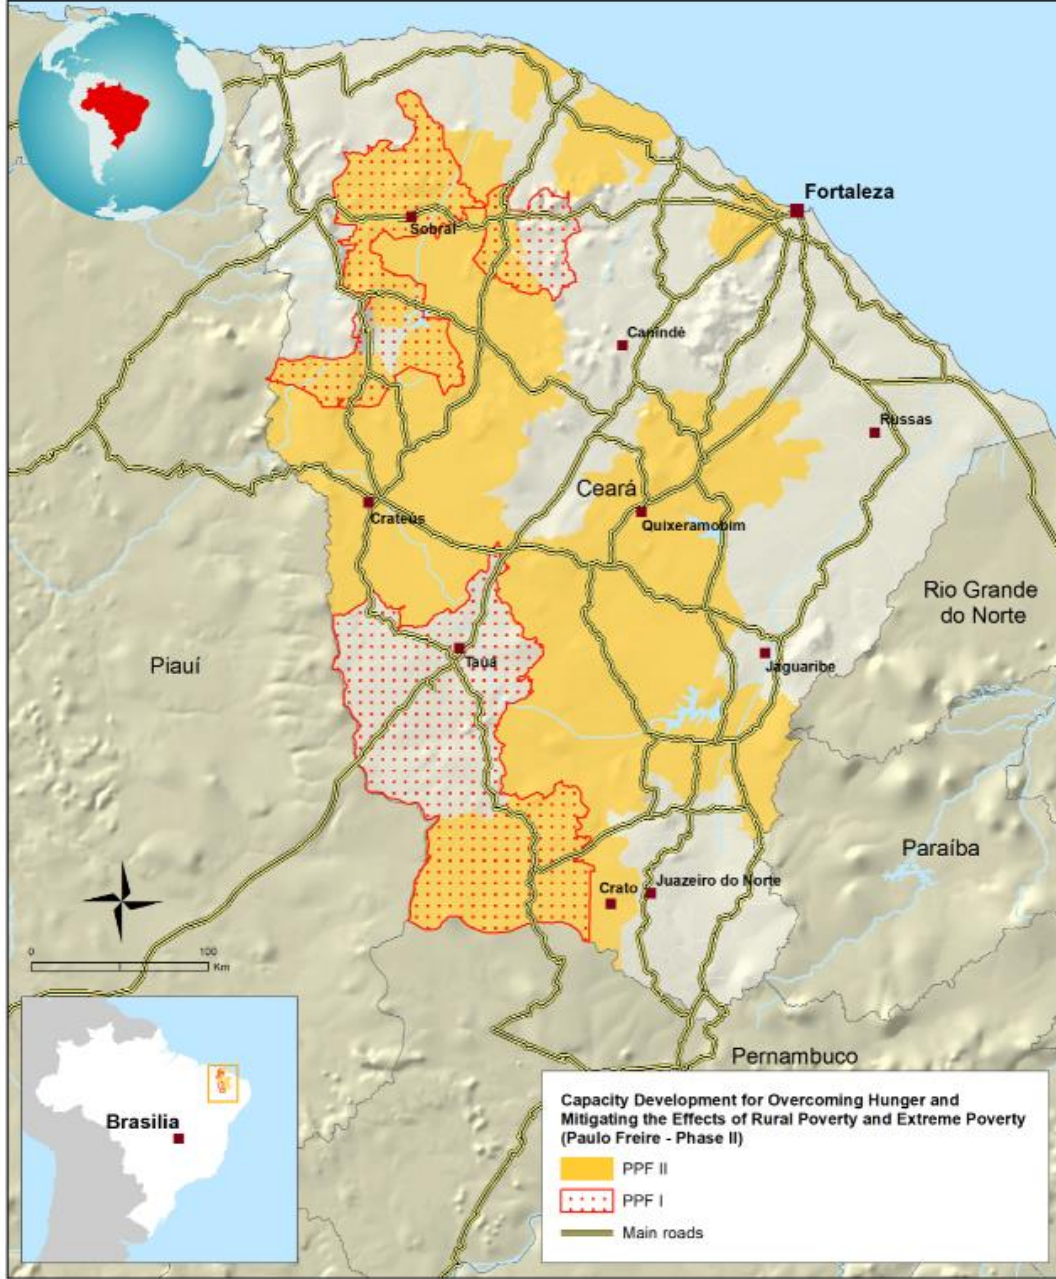 Fortaleza
Sobral
Canindé
Russas
Ceará
Crateús
Quixeramobim
Rio Grande
do Norte
Piauí
Tauá
Jaguaribe
Paraíba
Crato
Juazeiro do Norte
0 100
Km
Pernambuco
Brasilia
Capacity Development for Overcoming Hunger and
Mitigating the Effects of Rural Poverty and Extreme Poverty
(Paulo Freire - Phase II)
PPF II
PPF I
Main roads